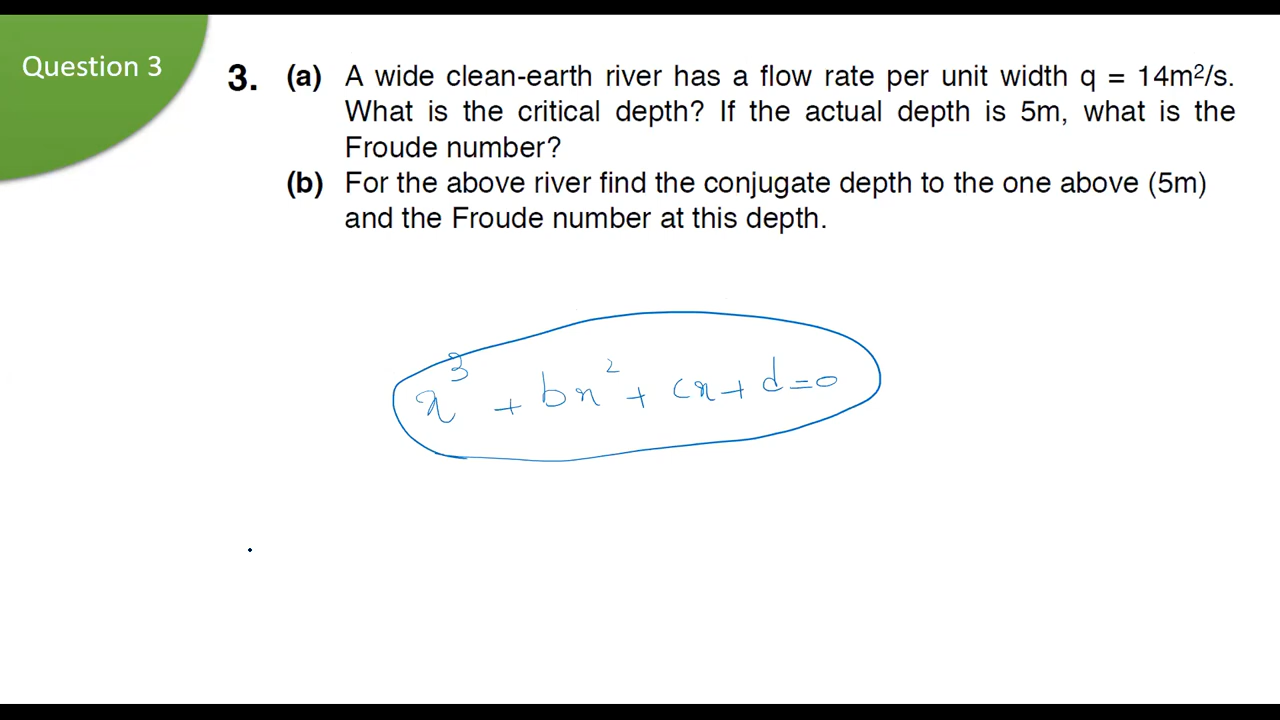 Question 3
3. (a) A wide clean-earth river has a flow rate per unit width q = 14m²/s.
What is the critical depth? If the actual depth is 5m, what is the
Froude number?
(b) For the above river find the conjugate depth to the one above (5m)
and the Froude number at this depth.
x³ + bx² + cx + d = 0